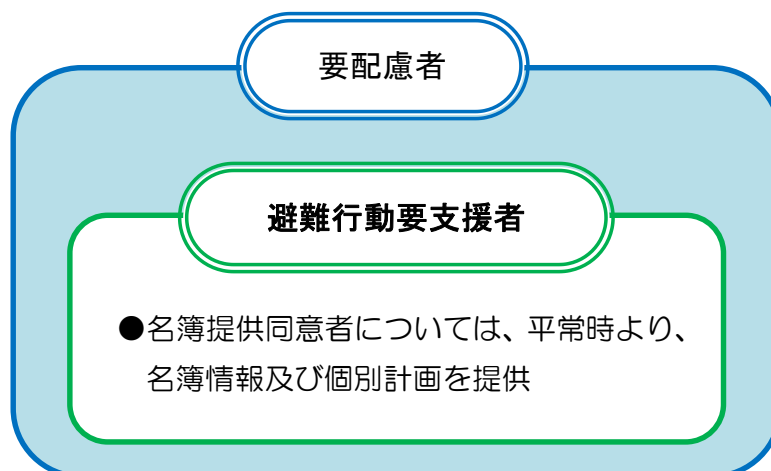 要配慮者
避難行動要支援者
●名簿提供同意者については、平常時より、
名簿情報及び個別計画を提供